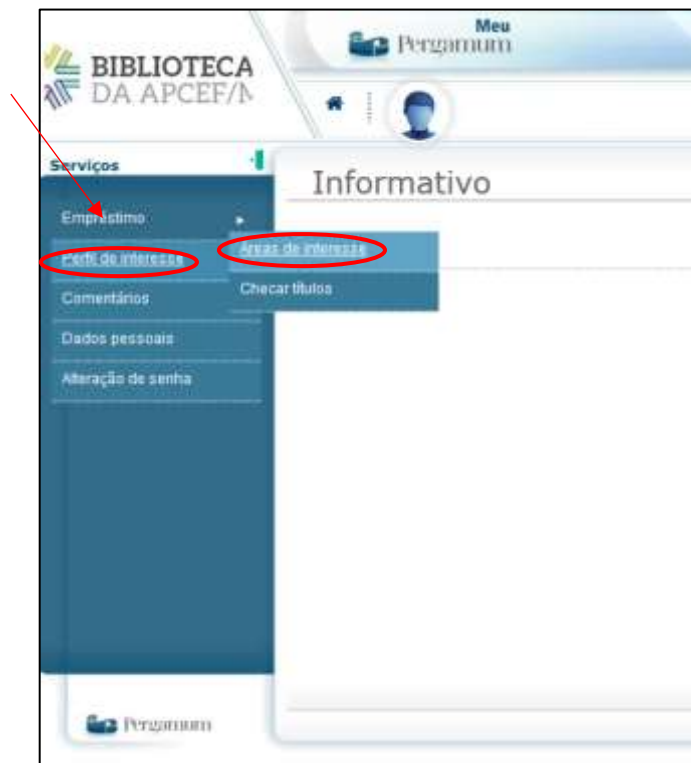 Meu
Pergamum
BIBLIOTECA
DA APCEF/
Serviços
Informativo
Empréstimo
Perfil de interesse
Áreas de interesse
Comentários
Checar títulos
Dados pessoais
Alteração de senha
Pergamum